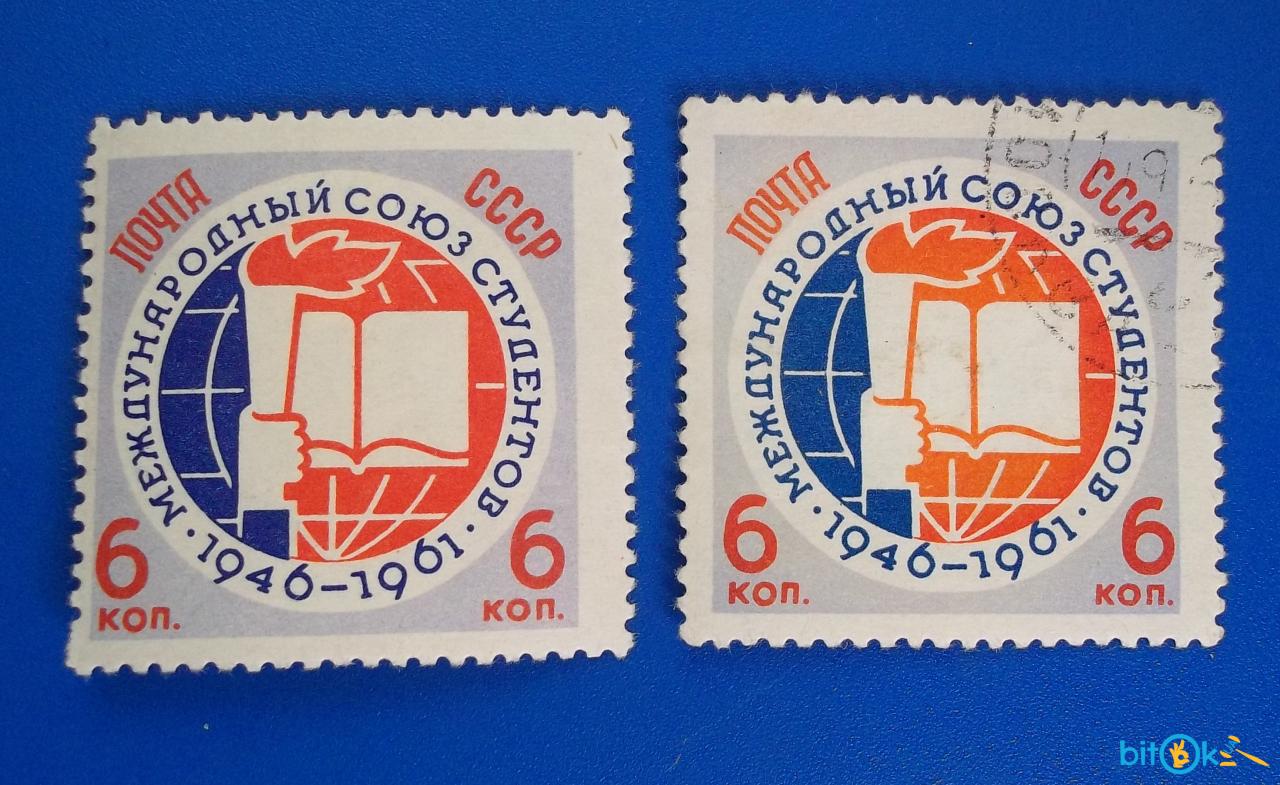 ПОЧТА СССР
МЕЖДУНАРОДНЫЙ СОЮЗ СТУДЕНТОВ
· 1946–1961 ·
6 КОП.
6 КОП.
ПОЧТА СССР
МЕЖДУНАРОДНЫЙ СОЮЗ СТУДЕНТОВ
· 1946–1961 ·
6 КОП.
6 КОП.
bitOk